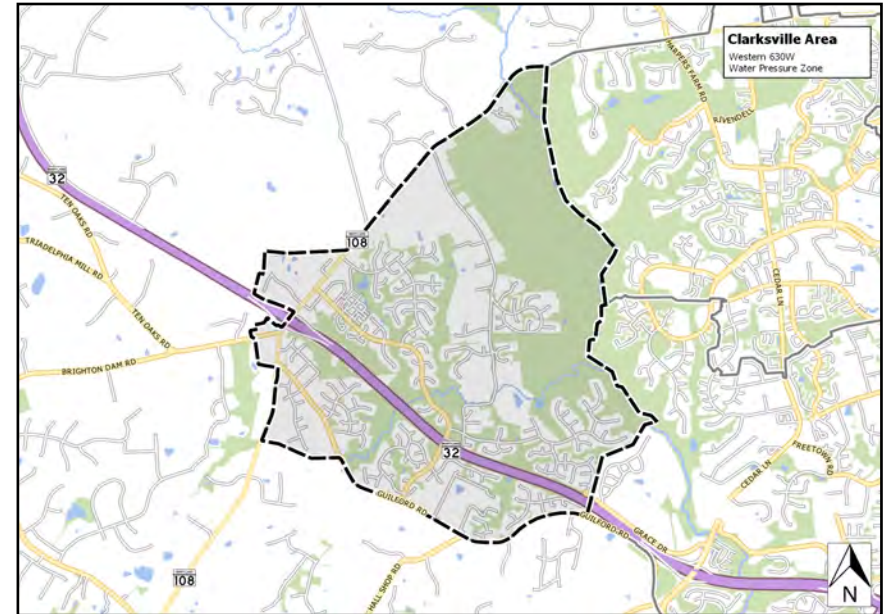 Clarksville Area
Western 630W
Water Pressure Zone
HARPERS FARM RD
RIVENDELL
32
TEN OAKS RD
TRIADELPHIA MILL RD
108
TEN OAKS RD
BRIGHTON DAM RD
CEDAR LN
32
FREETOWN RD
CEDAR LN
GUILFORD RD
GUILFORD RD
GRACE DR
HALL SHOP RD
108
N